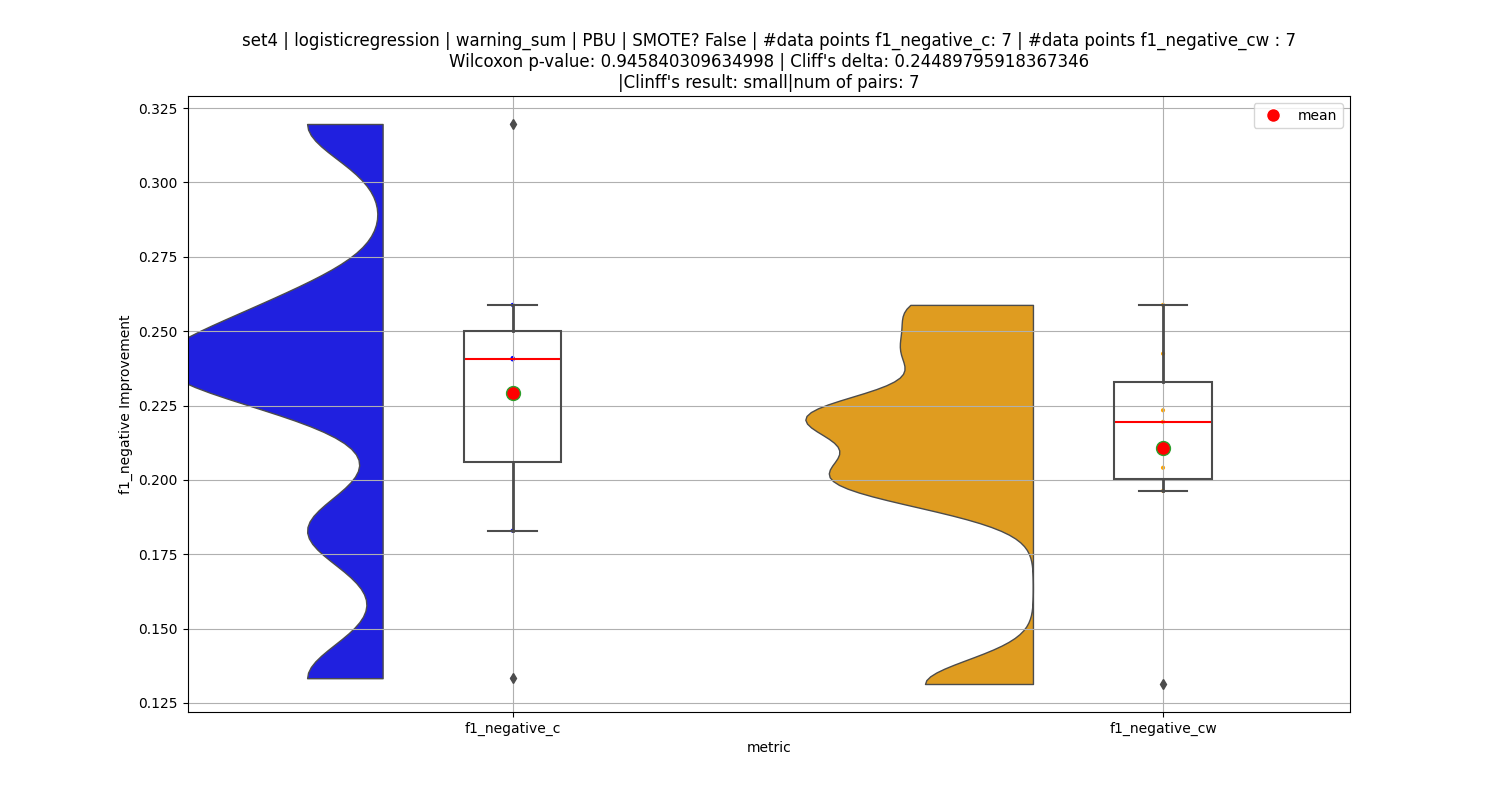 set4 | logisticregression | warning_sum | PBU | SMOTE? False | #data points f1_negative_c: 7 | #data points f1_negative_cw : 7
Wilcoxon p-value: 0.945840309634998 | Cliff's delta: 0.24489795918367346
|Clinff's result: small|num of pairs: 7
mean
0.325
0.300
0.275
0.250
0.225
0.200
0.175
0.150
0.125
f1_negative Improvement
f1_negative_c
f1_negative_cw
metric